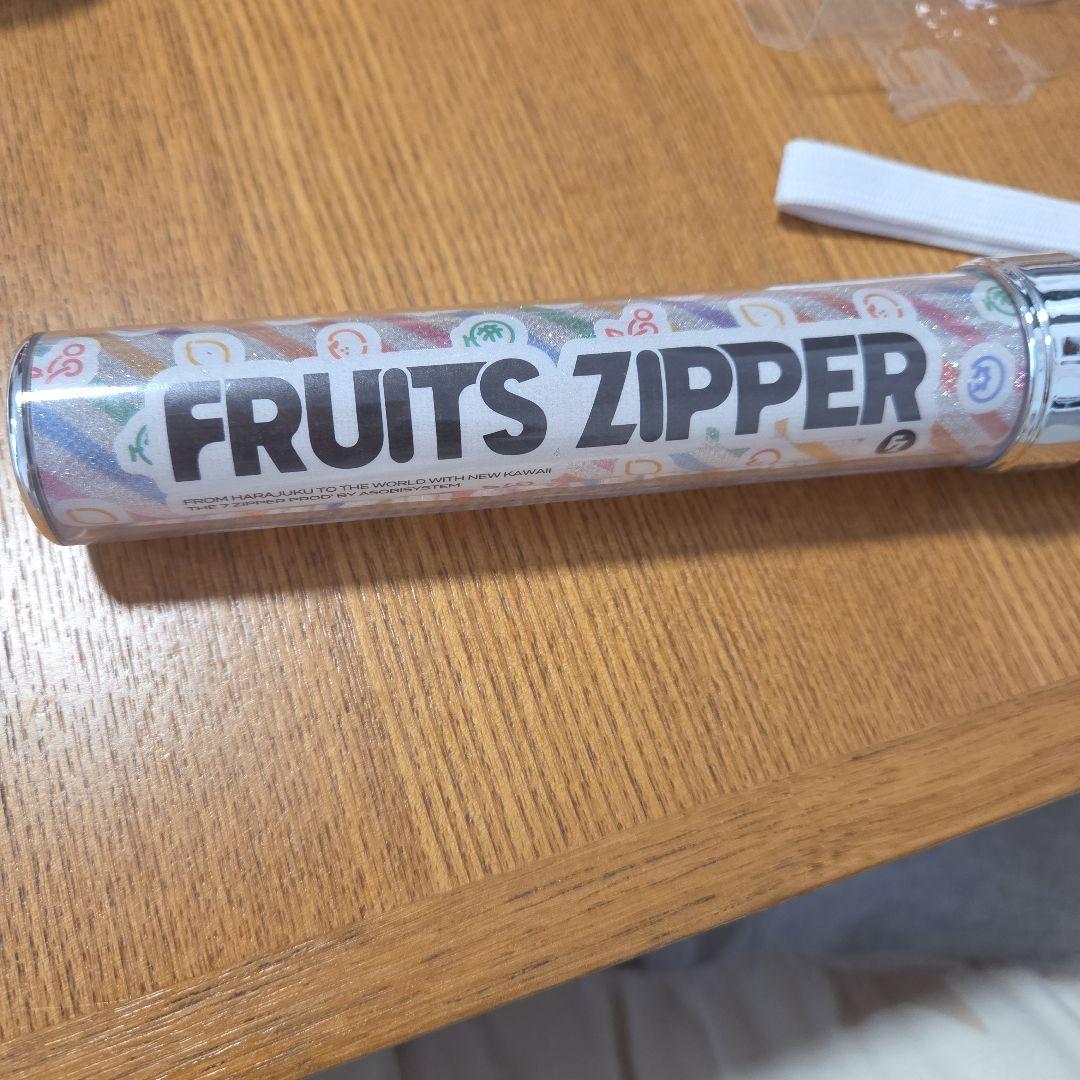 FRUiTS ZiPPER
FROM HARAJUKU TO THE WORLD WITH NEW KAWAII
THE 7 ZIPPER PROD' BY ASOBISYSTEM